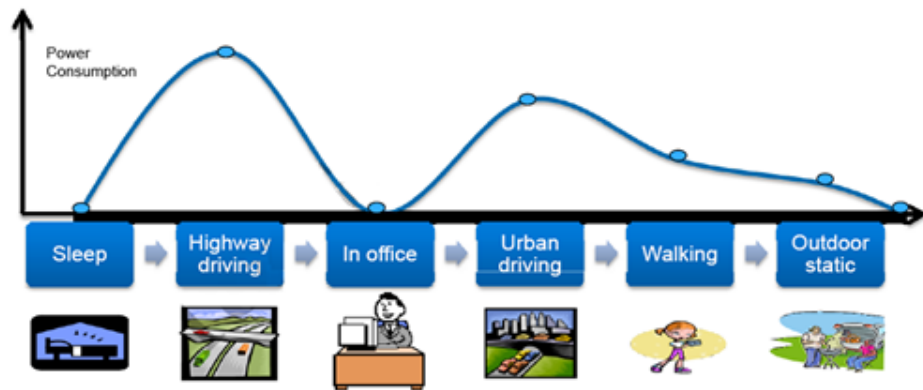 Power
Consumption
Sleep
Highway
driving
In office
Urban
driving
Walking
Outdoor
static